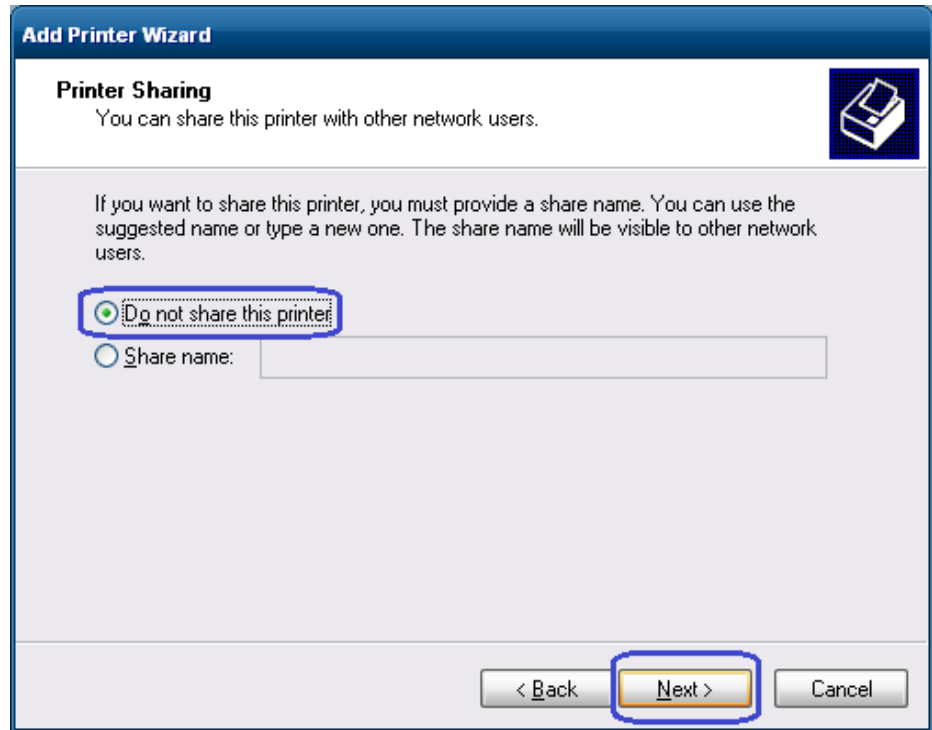 Add Printer Wizard
Printer Sharing
You can share this printer with other network users.
If you want to share this printer, you must provide a share name. You can use the
suggested name or type a new one. The share name will be visible to other network
users.
Do not share this printer
Share name:
< Back Next > Cancel